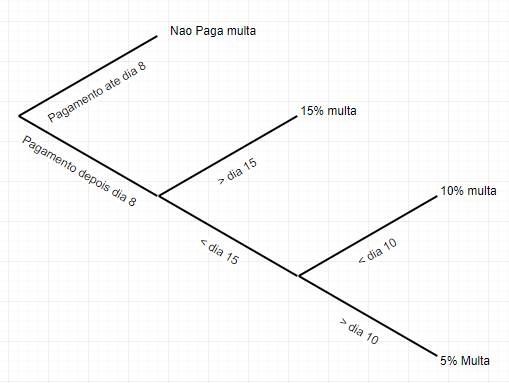 Nao Paga multa
Pagamento ate dia 8
15% multa
Pagamento depois dia 8
> dia 15
10% multa
< dia 15
< dia 10
> dia 10
5% Multa